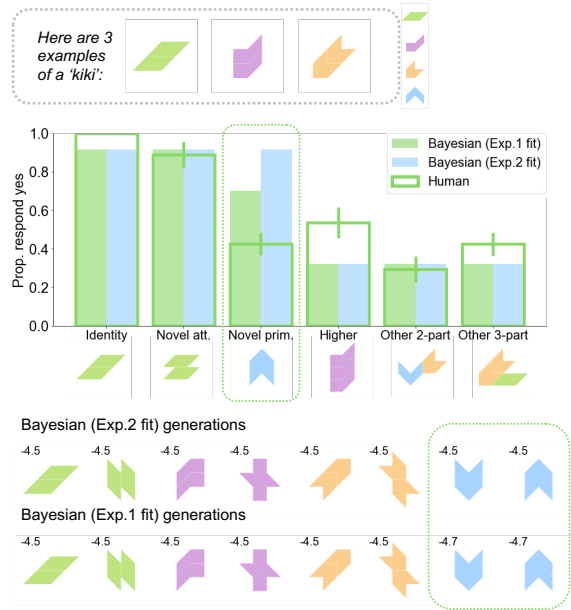 Here are 3
examples
of a ‘kiki’:
1.0
0.8
0.6
0.4
0.2
0.0
Prop. respond yes
Bayesian (Exp.1 fit)
Bayesian (Exp.2 fit)
Human
Identity Novel att. Novel prim. Higher Other 2-part Other 3-part
Bayesian (Exp.2 fit) generations
-4.5 -4.5 -4.5 -4.5 -4.5 -4.5 -4.5 -4.5
Bayesian (Exp.1 fit) generations
-4.5 -4.5 -4.5 -4.5 -4.5 -4.5 -4.7 -4.7